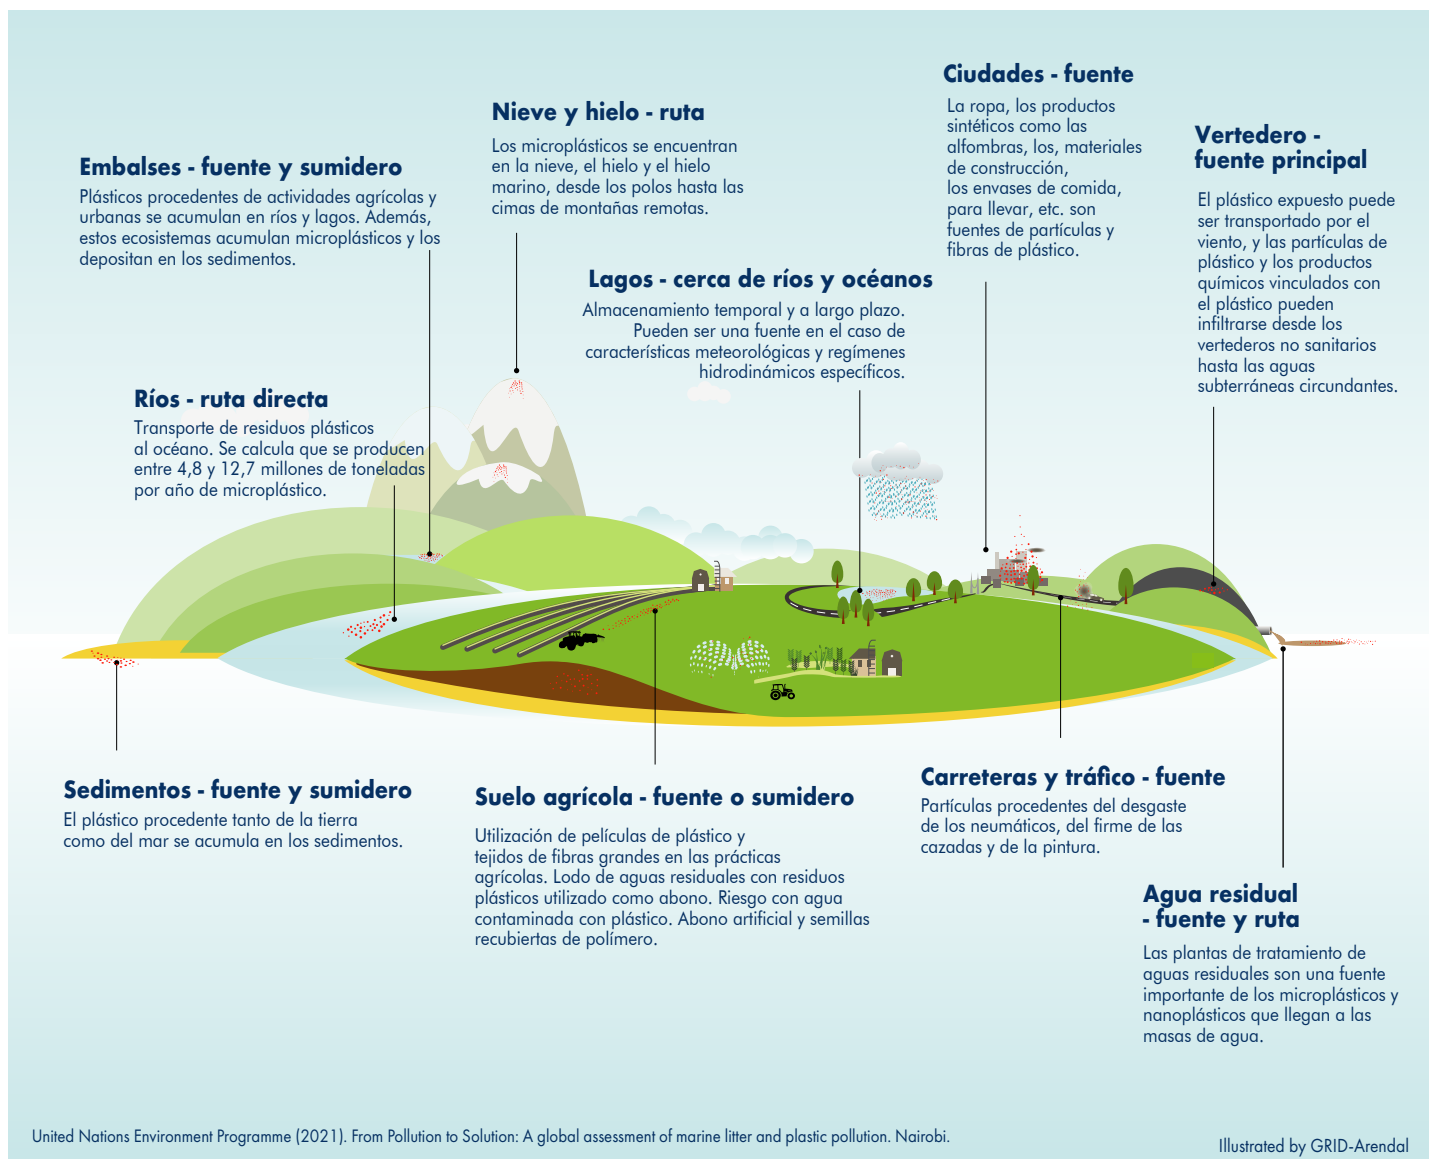 Ciudades - fuente
La ropa, los productos
sintéticos como las
alfombras, los, materiales
de construcción,
los envases de comida,
para llevar, etc. son
fuentes de partículas y
fibras de plástico.
Nieve y hielo - ruta
Los microplásticos se encuentran
en la nieve, el hielo y el hielo
marino, desde los polos hasta las
cimas de montañas remotas.
Vertedero -
fuente principal
El plástico expuesto puede
ser transportado por el
viento, y las partículas de
plástico y los productos
químicos vinculados con
el plástico pueden
infiltrarse desde los
vertederos no sanitarios
hasta las aguas
subterráneas circundantes.
Embalses - fuente y sumidero
Plásticos procedentes de actividades agrícolas y
urbanas se acumulan en ríos y lagos. Además,
estos ecosistemas acumulan microplásticos y los
depositan en los sedimentos.
Lagos - cerca de ríos y océanos
Almacenamiento temporal y a largo plazo.
Pueden ser una fuente en el caso de
características meteorológicas y regímenes
hidrodinámicos específicos.
Ríos - ruta directa
Transporte de residuos plásticos
al océano. Se calcula que se producen
entre 4,8 y 12,7 millones de toneladas
por año de microplástico.
Sedimentos - fuente y sumidero
El plástico procedente tanto de la tierra
como del mar se acumula en los sedimentos.
Suelo agrícola - fuente o sumidero
Utilización de películas de plástico y
tejidos de fibras grandes en las prácticas
agrícolas. Lodo de aguas residuales con residuos
plásticos utilizado como abono. Riesgo con agua
contaminada con plástico. Abono artificial y semillas
recubiertas de polímero.
Carreteras y tráfico - fuente
Partículas procedentes del desgaste
de los neumáticos, del firme de las
cazadas y de la pintura.
Agua residual
- fuente y ruta
Las plantas de tratamiento de
aguas residuales son una fuente
importante de los microplásticos y
nanoplásticos que llegan a las
masas de agua.
United Nations Environment Programme (2021). From Pollution to Solution: A global assessment of marine litter and plastic pollution. Nairobi.
Illustrated by GRID-Arendal